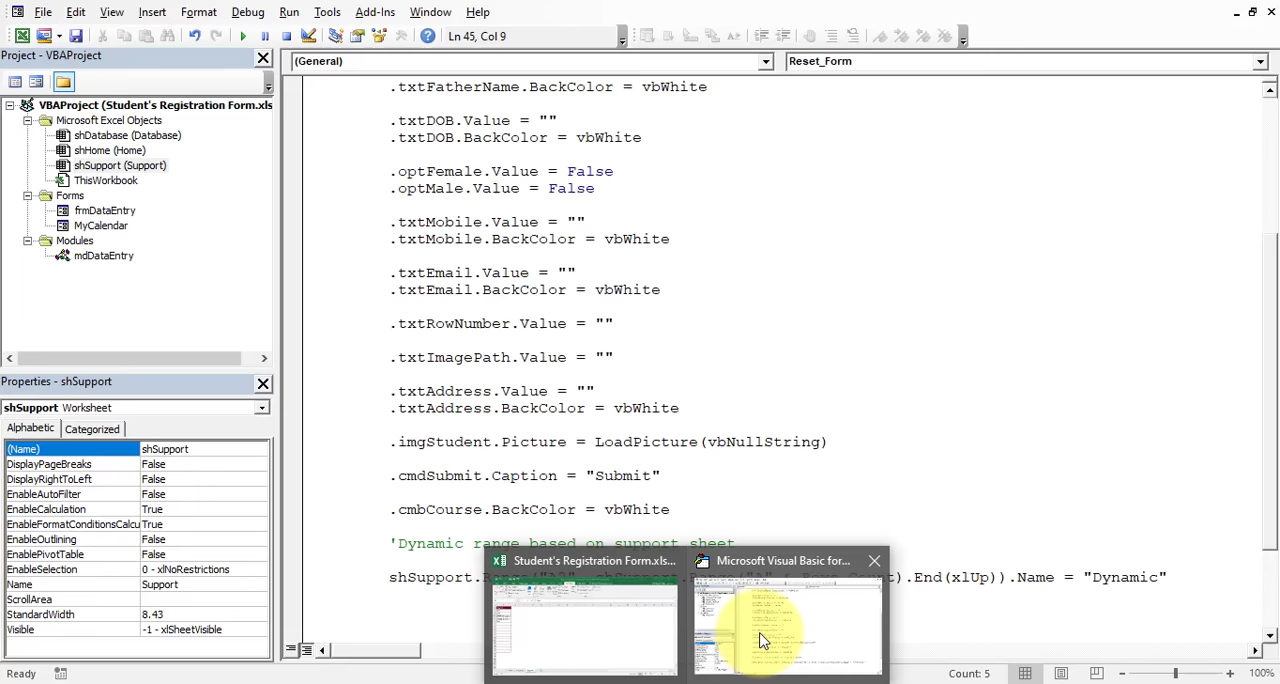 File Edit View Insert Format Debug Run Tools Add-Ins Window Help
Ln 45, Col 9
Project - VBAProject
VBAProject (Student's Registration Form.xls
Microsoft Excel Objects
shDatabase (Database)
shHome (Home)
shSupport (Support)
ThisWorkbook
Forms
frmDataEntry
MyCalendar
Modules
mdDataEntry
Properties - shSupport
shSupport Worksheet
Alphabetic Categorized
(Name) shSupport
DisplayPageBreaks False
DisplayRightToLeft False
EnableAutoFilter False
EnableCalculation True
EnableFormatConditionsCalcu True
EnableOutlining False
EnablePivotTable False
EnableSelection 0 - xlNoRestrictions
Name Support
ScrollArea
StandardWidth 8.43
Visible -1 - xlSheetVisible
(General) Reset_Form
.txtFatherName.BackColor = vbWhite
.txtDOB.Value = ""
.txtDOB.BackColor = vbWhite
.optFemale.Value = False
.optMale.Value = False
.txtMobile.Value = ""
.txtMobile.BackColor = vbWhite
.txtEmail.Value = ""
.txtEmail.BackColor = vbWhite
.txtRowNumber.Value = ""
.txtImagePath.Value = ""
.txtAddress.Value = ""
.txtAddress.BackColor = vbWhite
.imgStudent.Picture = LoadPicture(vbNullString)
.cmdSubmit.Caption = "Submit"
.cmbCourse.BackColor = vbWhite
'Dynamic range based on support sheet
shSupport. .End(xlUp)).Name = "Dynamic"
Student's Registration Form.xls... Microsoft Visual Basic for...
Ready Count: 5 100%